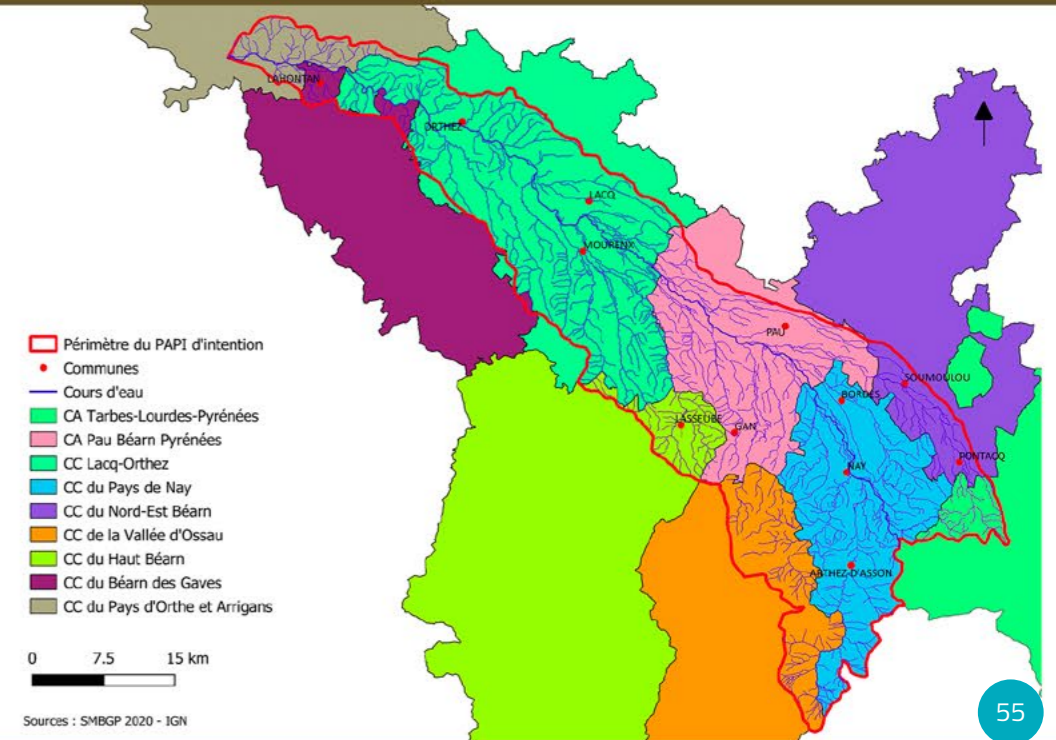 LAHONTAN
ORTHEZ
LACQ
MOURENX
PAU
SOUMOULOU
BORDES
LASSEUBE
GAN
PONTACQ
NAY
ARTHEZ-D'ASSON
Périmètre du PAPI d'intention
Communes
Cours d'eau
CA Tarbes-Lourdes-Pyrénées
CA Pau Béarn Pyrénées
CC Lacq-Orthez
CC du Pays de Nay
CC du Nord-Est Béarn
CC de la Vallée d'Ossau
CC du Haut Béarn
CC du Béarn des Gaves
CC du Pays d'Orthe et Arrigans
0 7.5 15 km
Sources : SMBGP 2020 - IGN
55